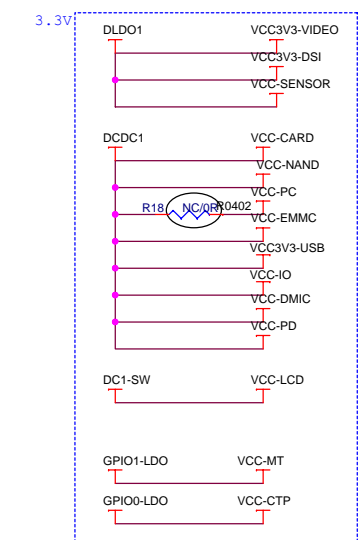 3.3V
DLDO1 VCC3V3-VIDEO
VCC3V3-DSI
VCC-SENSOR
DCDC1 VCC-CARD
VCC-NAND
VCC-PC
R18 NC/0R R0402
VCC-EMMC
VCC3V3-USB
VCC-IO
VCC-DMIC
VCC-PD
DC1-SW VCC-LCD
GPIO1-LDO VCC-MT
GPIO0-LDO VCC-CTP